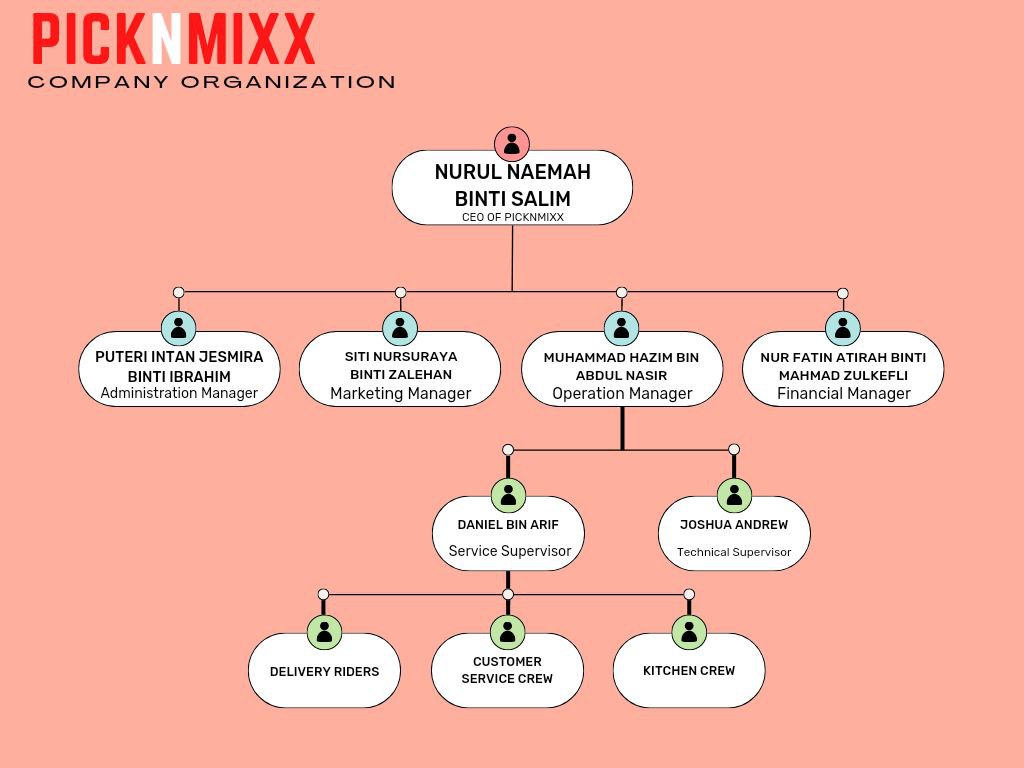 PICKNMIXX
COMPANY ORGANIZATION
NURUL NAEMAH
BINTI SALIM
CEO OF PICKNMIXX
PUTERI INTAN JESMIRA
BINTI IBRAHIM
Administration Manager
SITI NURSURAYA
BINTI ZALEHAN
Marketing Manager
MUHAMMAD HAZIM BIN
ABDUL NASIR
Operation Manager
NUR FATIN ATIRAH BINTI
MAHMAD ZULKEFLI
Financial Manager
DANIEL BIN ARIF
Service Supervisor
JOSHUA ANDREW
Technical Supervisor
DELIVERY RIDERS
CUSTOMER
SERVICE CREW
KITCHEN CREW